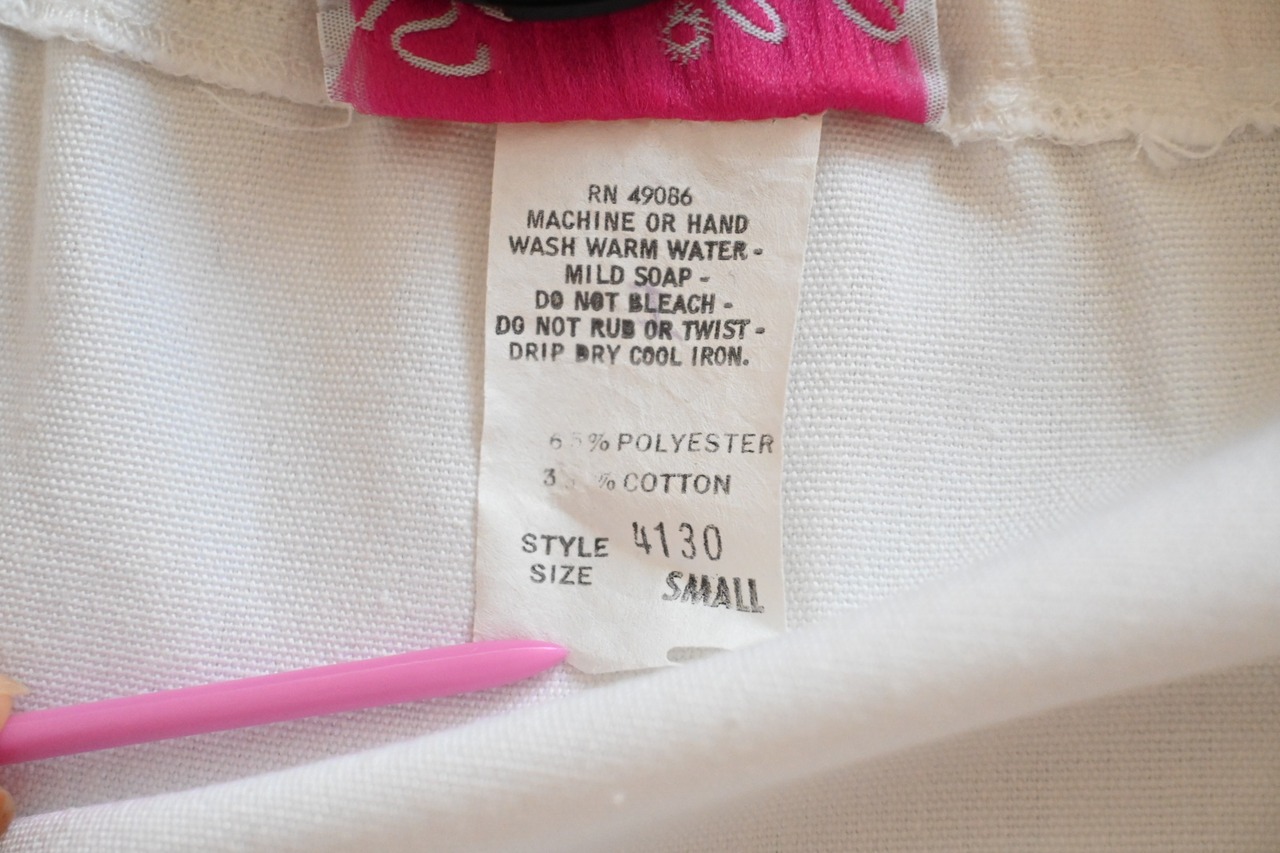 RN 49086
MACHINE OR HAND
WASH WARM WATER-
MILD SOAP -
DO NOT BLEACH -
DO NOT RUB OR TWIST-
DRIP DRY COOL IRON.
65% POLYESTER
% COTTON
STYLE 4130
SIZE SMALL